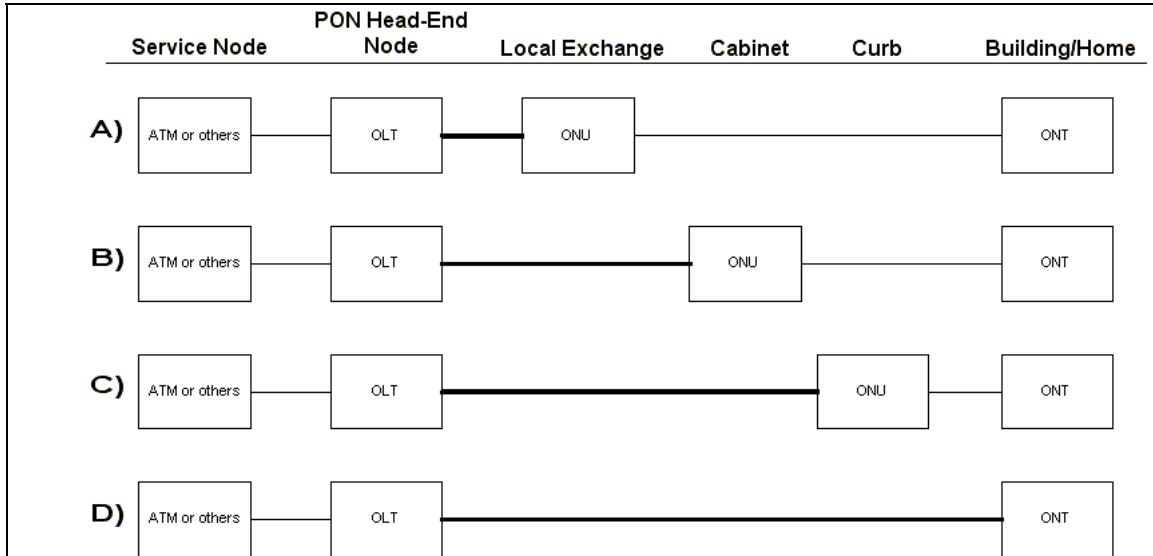 PON Head-End
Service Node Node Local Exchange Cabinet Curb Building/Home
A) ATM or others OLT ONU ONT
B) ATM or others OLT ONU ONT
C) ATM or others OLT ONU ONT
D) ATM or others OLT ONT